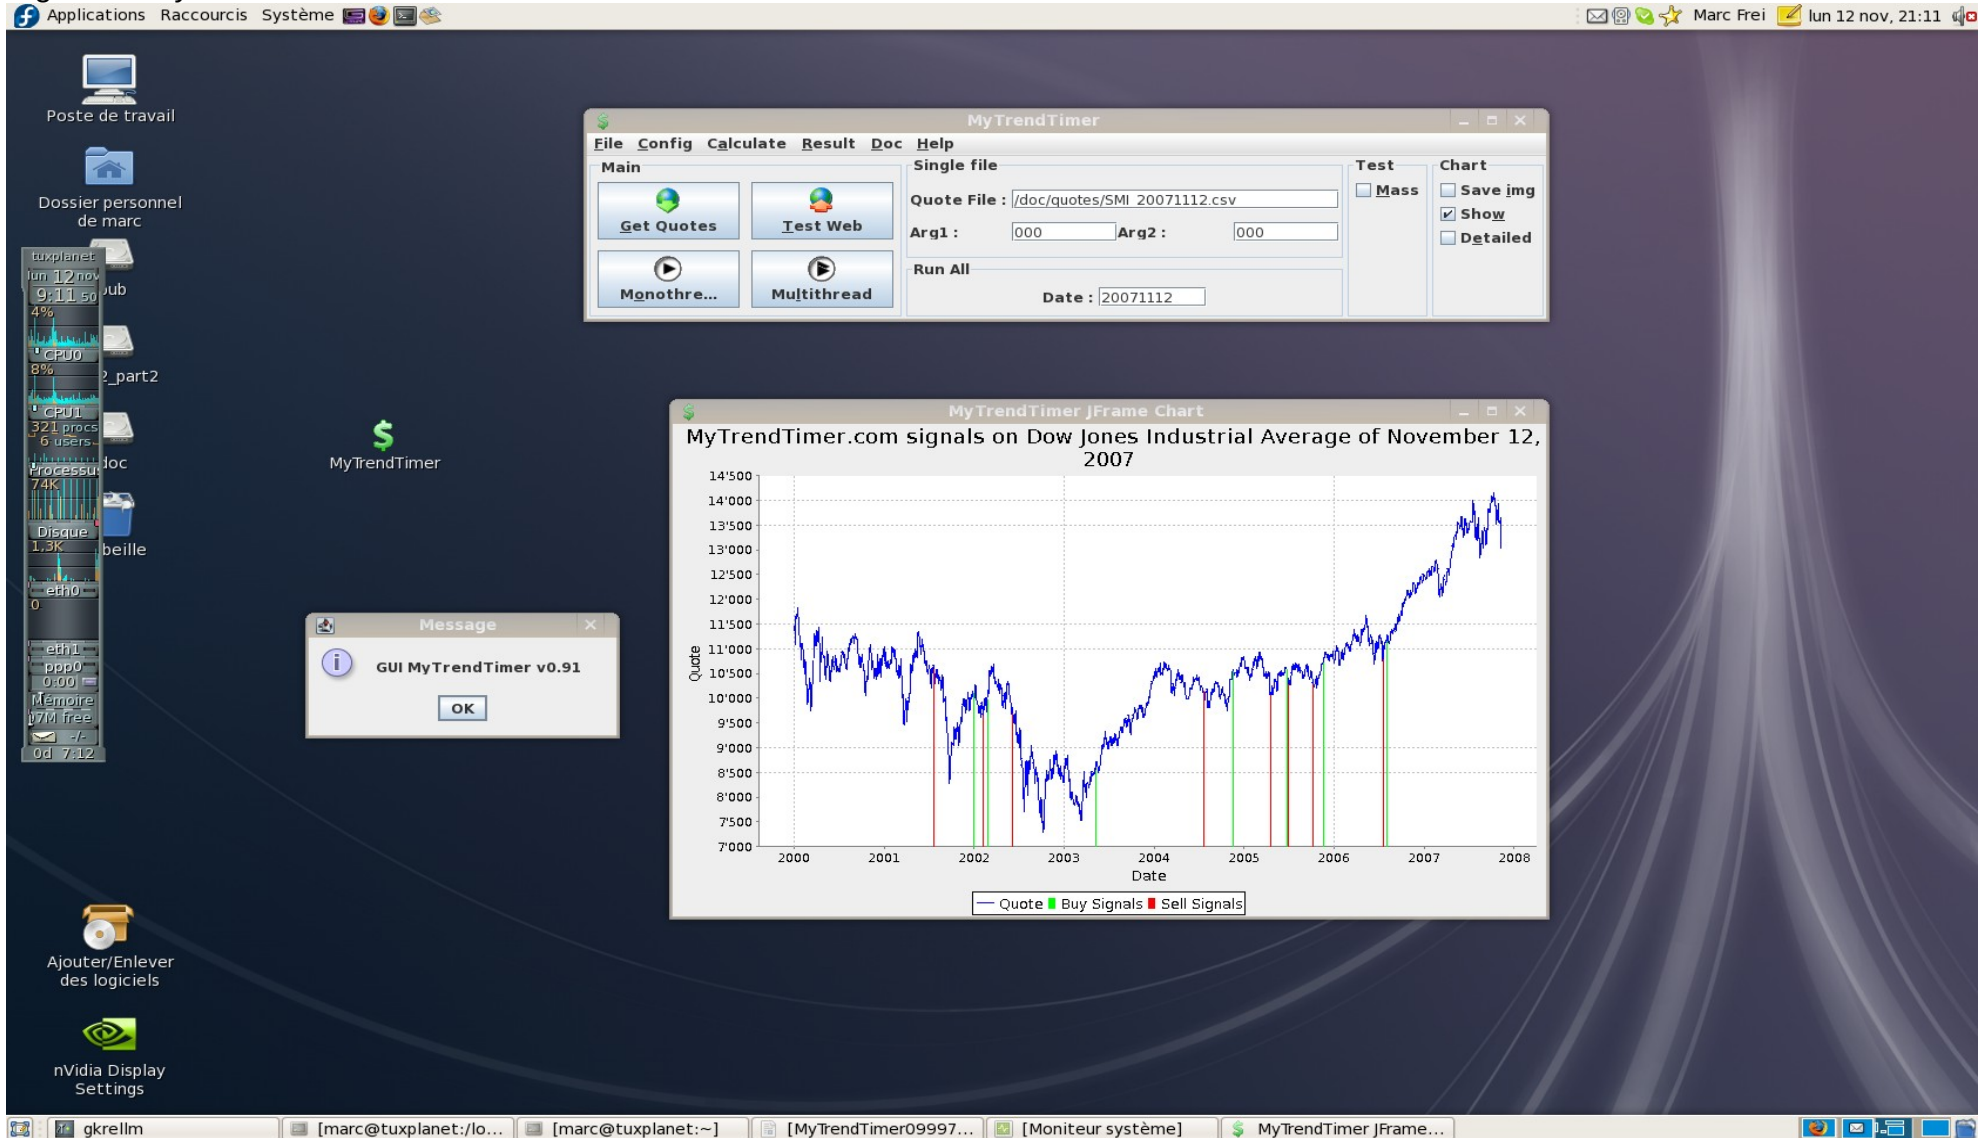 Applications Raccourcis Système
Marc Frei lun 12 nov, 21:11
Poste de travail
Dossier personnel
de marc
tuxplanet
lun 12 nov
9:11 50
4%
CPU0
8%
2_part2
CPU1
321 procs
6 users
doc
Processus
74K
Disque
1,3K
beille
eth0
0
eth1
ppp0
0:00
Mémoire
7M free
-/-
0d 7:12
MyTrendTimer
Ajouter/Enlever
des logiciels
nVidia Display
Settings
MyTrendTimer
File Config Calculate Result Doc Help
Main
Get Quotes
Test Web
Monothre...
Multithread
Single file
Quote File : /doc/quotes/SMI_20071112.csv
Arg1 : 000 Arg2 : 000
Run All
Date : 20071112
Test
Mass
Chart
Save img
Show
Detailed
Message
GUI MyTrendTimer v0.91
OK
MyTrendTimer JFrame Chart
MyTrendTimer.com signals on Dow Jones Industrial Average of November 12,
2007
14'500
14'000
13'500
13'000
12'500
12'000
11'500
11'000
10'500
10'000
9'500
9'000
8'500
8'000
7'500
7'000
Quote
2000 2001 2002 2003 2004 2005 2006 2007 2008
Date
Quote Buy Signals Sell Signals
gkrellm
[marc@tuxplanet:/lo...
[marc@tuxplanet:~]
[MyTrendTimer09997...
[Moniteur système]
MyTrendTimer JFrame...